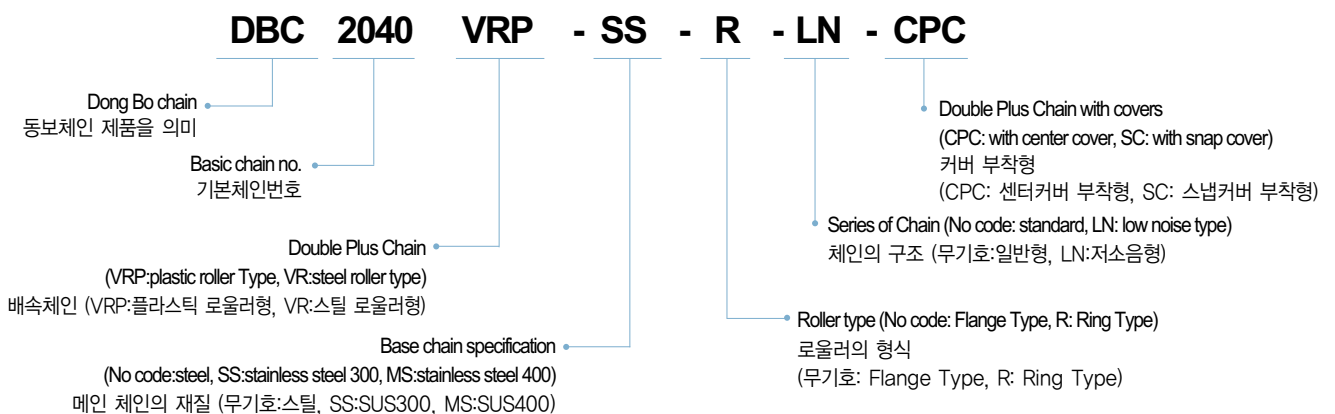 DBC 2040 VRP - SS - R - LN - CPC
Dong Bo chain
동보체인 제품을 의미
Basic chain no.
기본체인번호
Double Plus Chain
(VRP:plastic roller Type, VR:steel roller type)
배속체인 (VRP:플라스틱 로울러형, VR:스틸 로울러형)
Base chain specification
(No code:steel, SS:stainless steel 300, MS:stainless steel 400)
메인 체인의 재질 (무기호:스틸, SS:SUS300, MS:SUS400)
Double Plus Chain with covers
(CPC: with center cover, SC: with snap cover)
커버 부착형
(CPC: 센터커버 부착형, SC: 스냅커버 부착형)
Series of Chain (No code: standard, LN: low noise type)
체인의 구조 (무기호:일반형, LN:저소음형)
Roller type (No code: Flange Type, R: Ring Type)
로울러의 형식
(무기호: Flange Type, R: Ring Type)